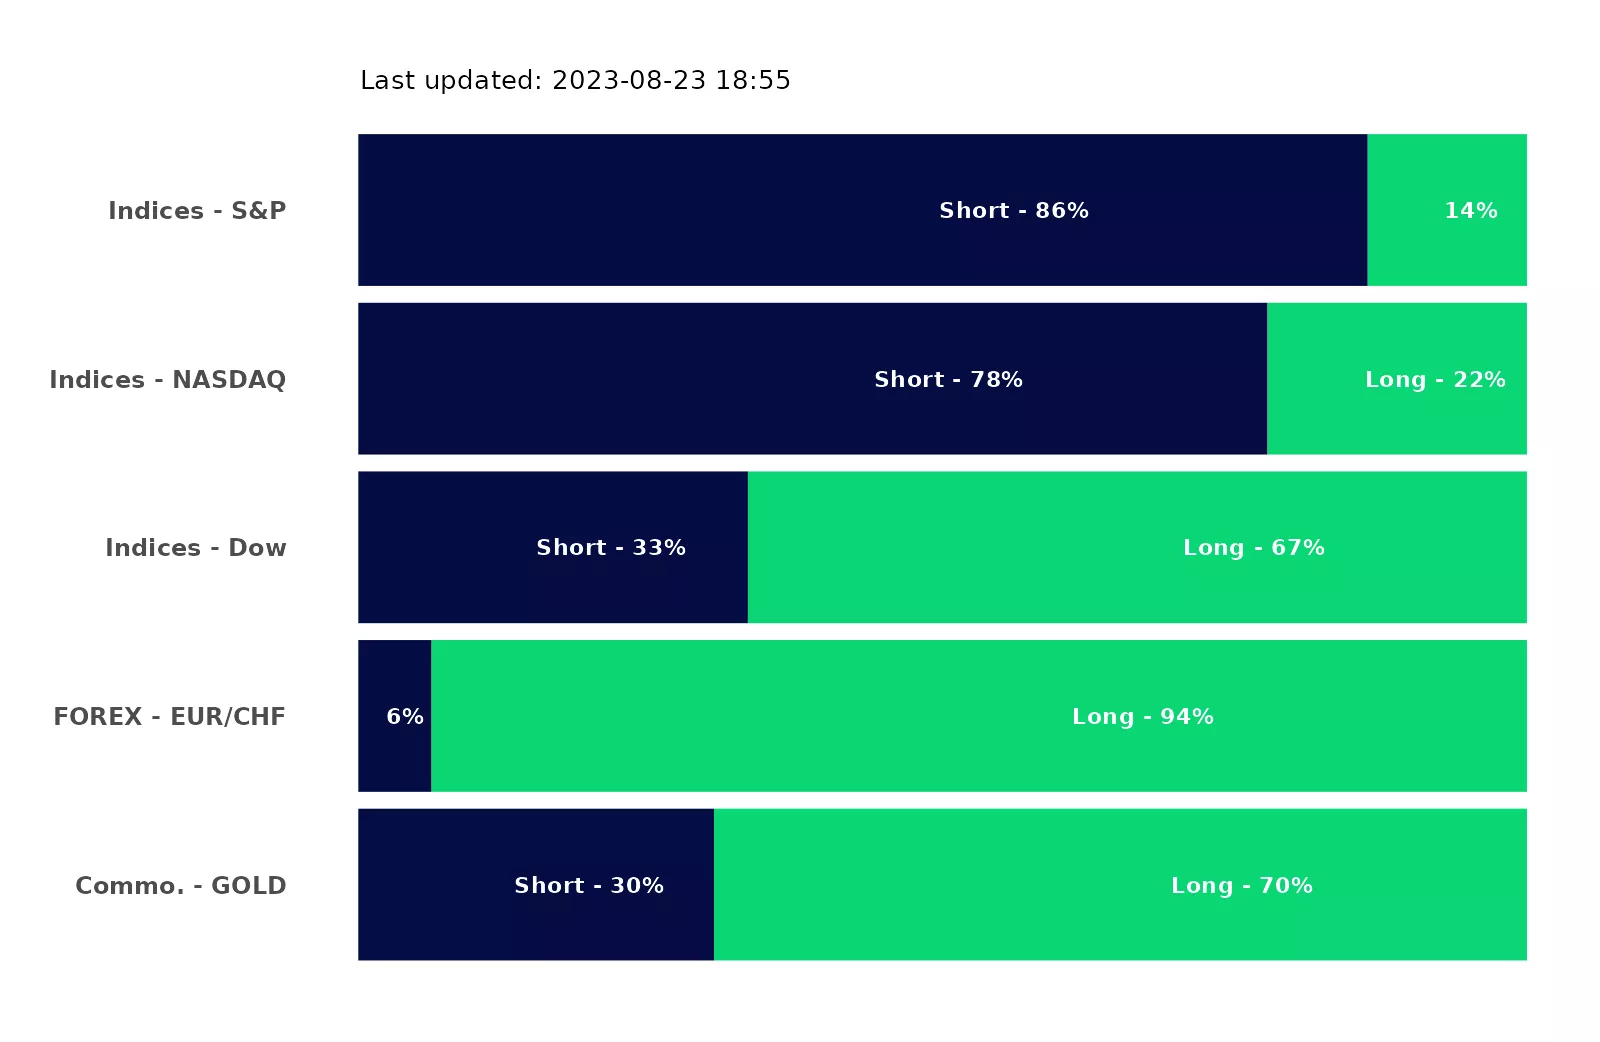 Last updated: 2023-08-23 18:55
Indices - S&P
Short - 86%
14%
Indices - NASDAQ
Short - 78%
Long - 22%
Indices - Dow
Short - 33%
Long - 67%
FOREX - EUR/CHF
6%
Long - 94%
Commo. - GOLD
Short - 30%
Long - 70%